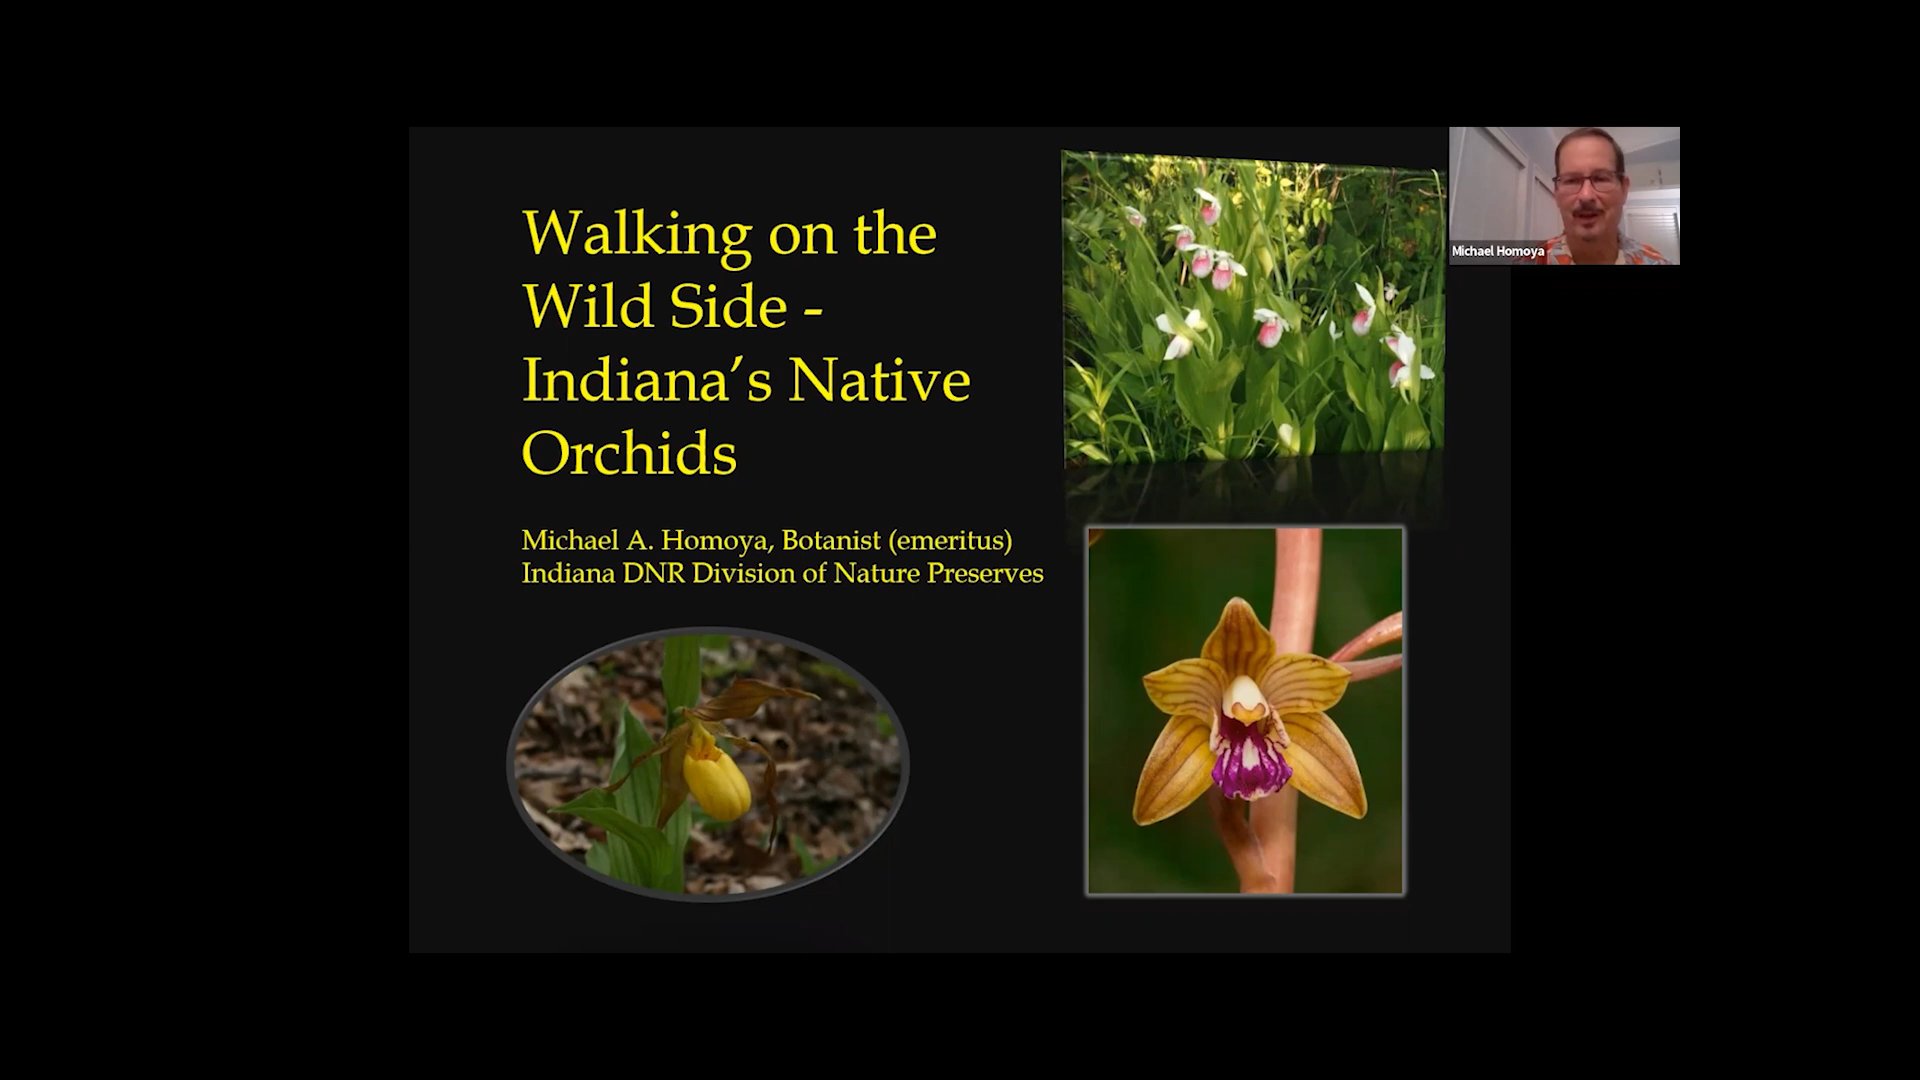 Walking on the
Wild Side -
Indiana’s Native
Orchids
Michael A. Homoya, Botanist (emeritus)
Indiana DNR Division of Nature Preserves
Michael Homoya